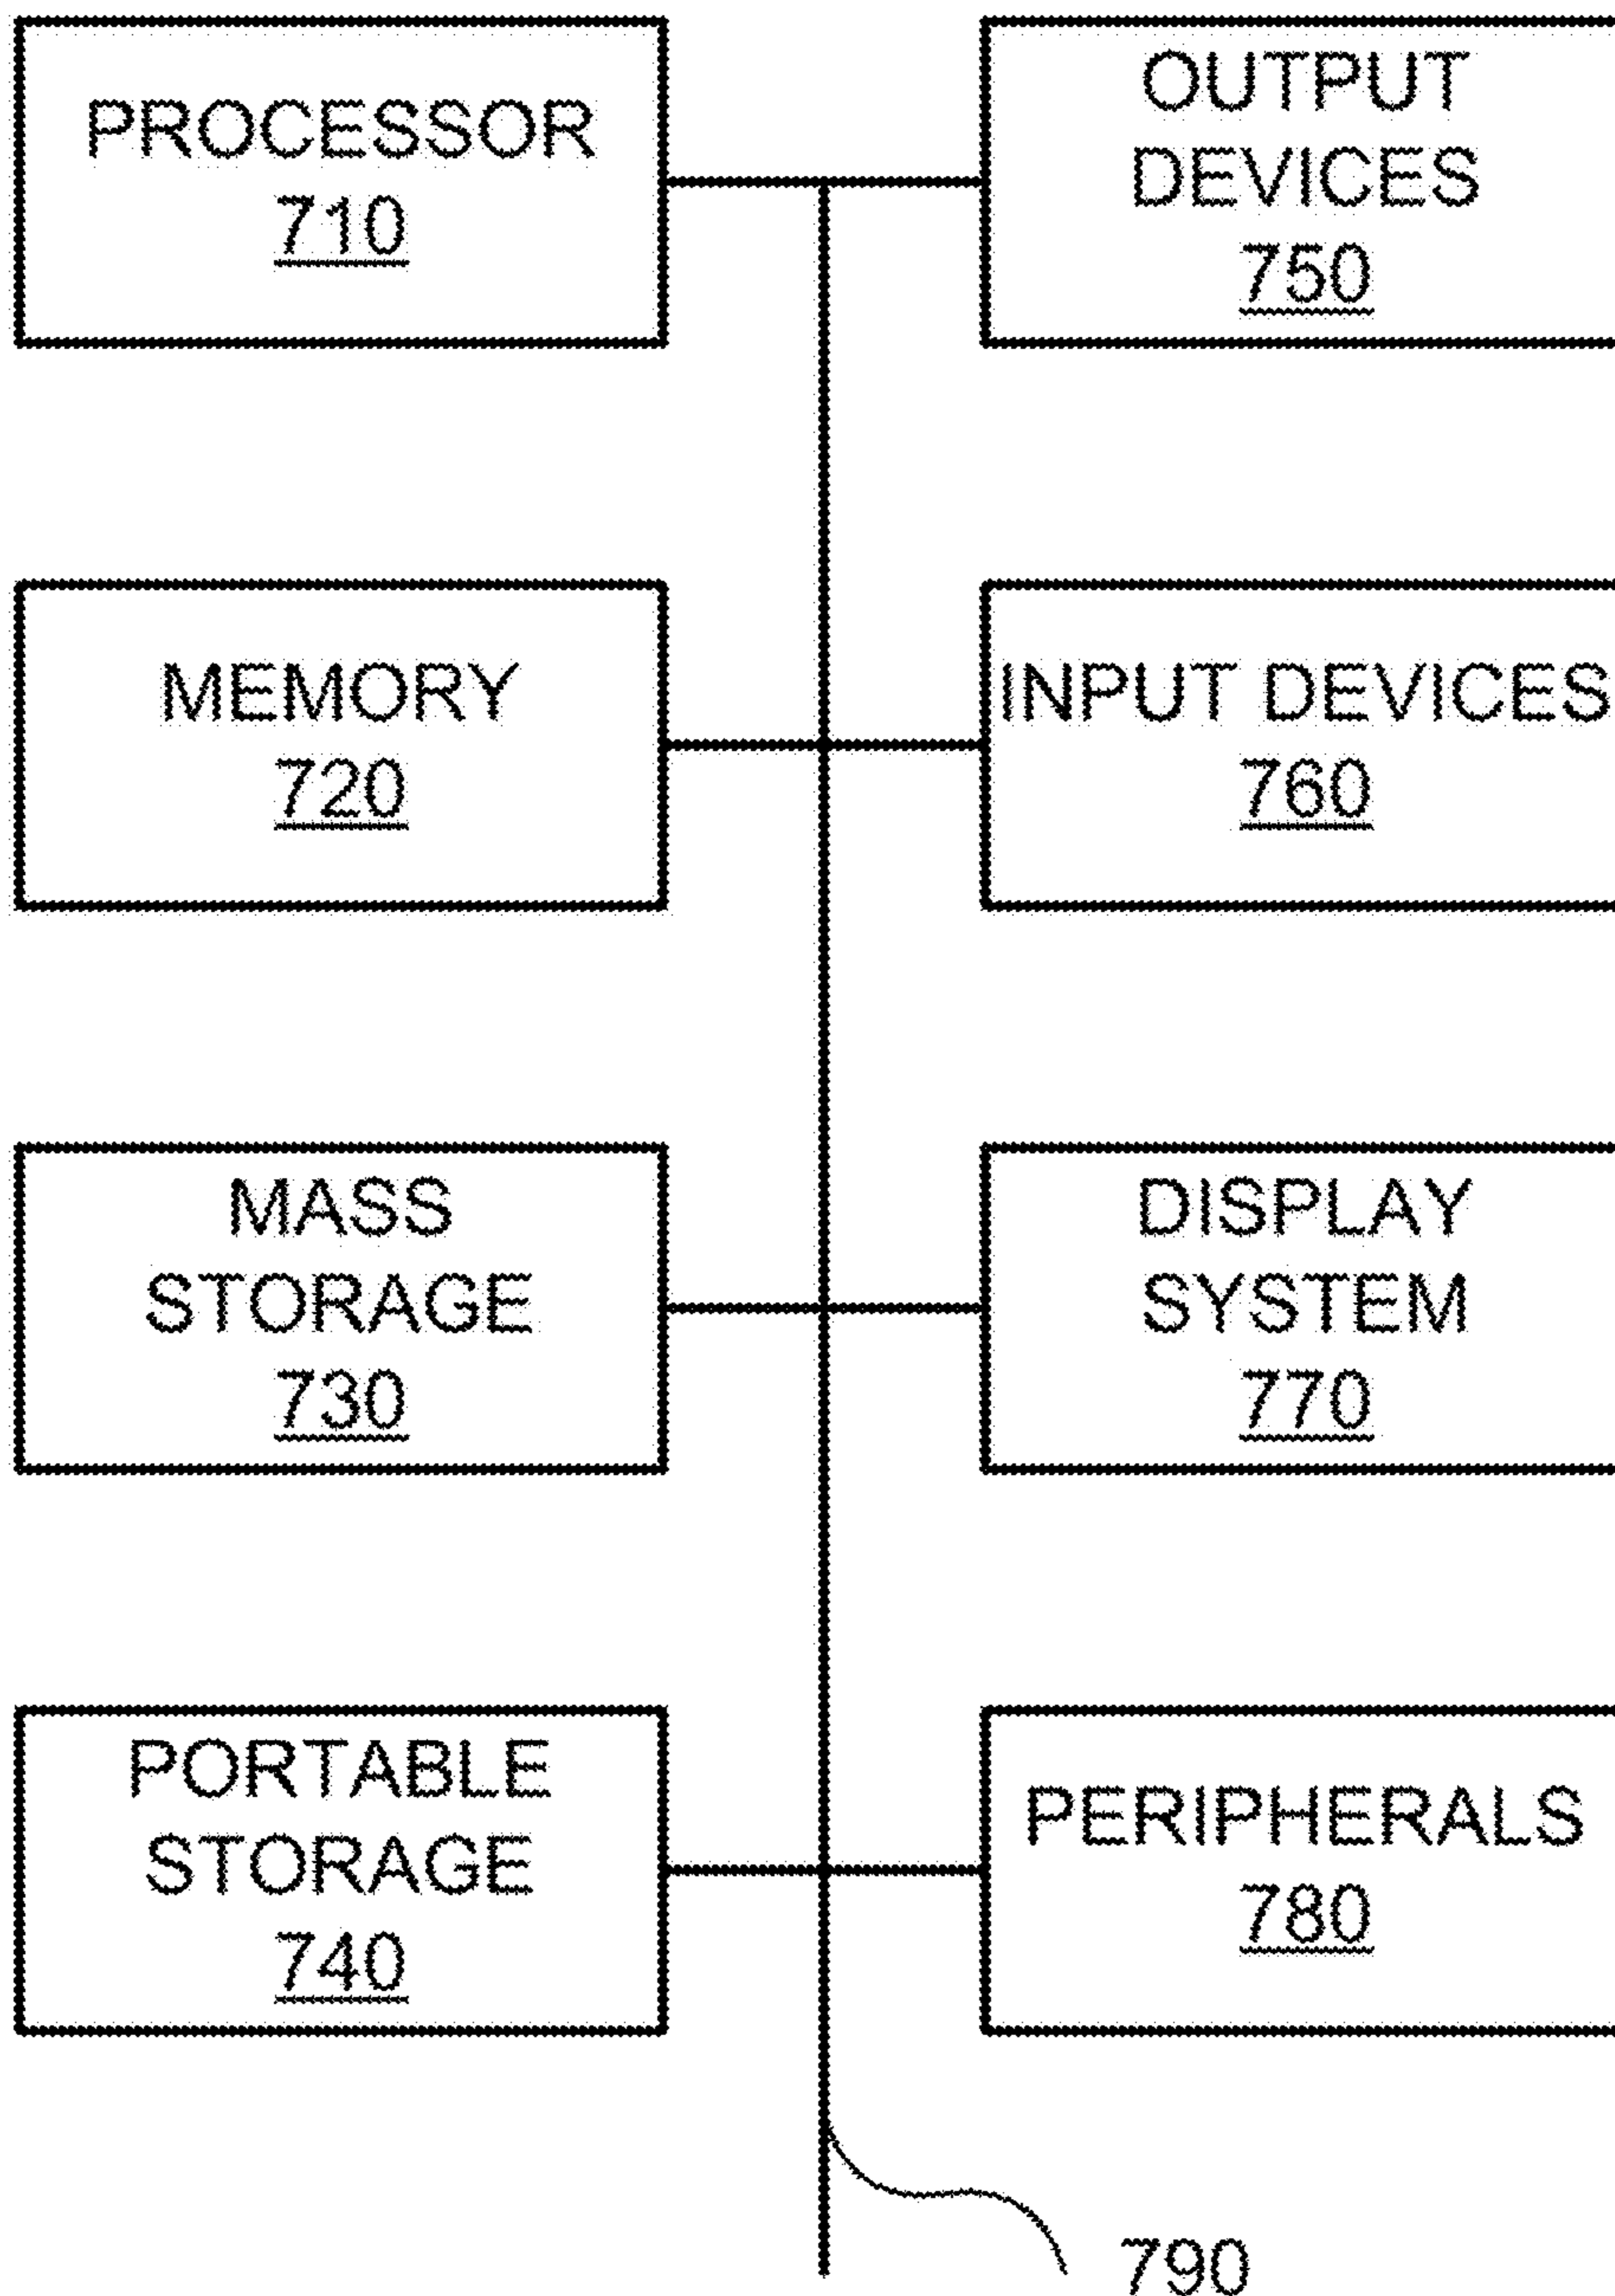 PROCESSOR
710
OUTPUT
DEVICES
750
MEMORY
720
INPUT DEVICES
760
MASS
STORAGE
730
DISPLAY
SYSTEM
770
PORTABLE
STORAGE
740
PERIPHERALS
780
790